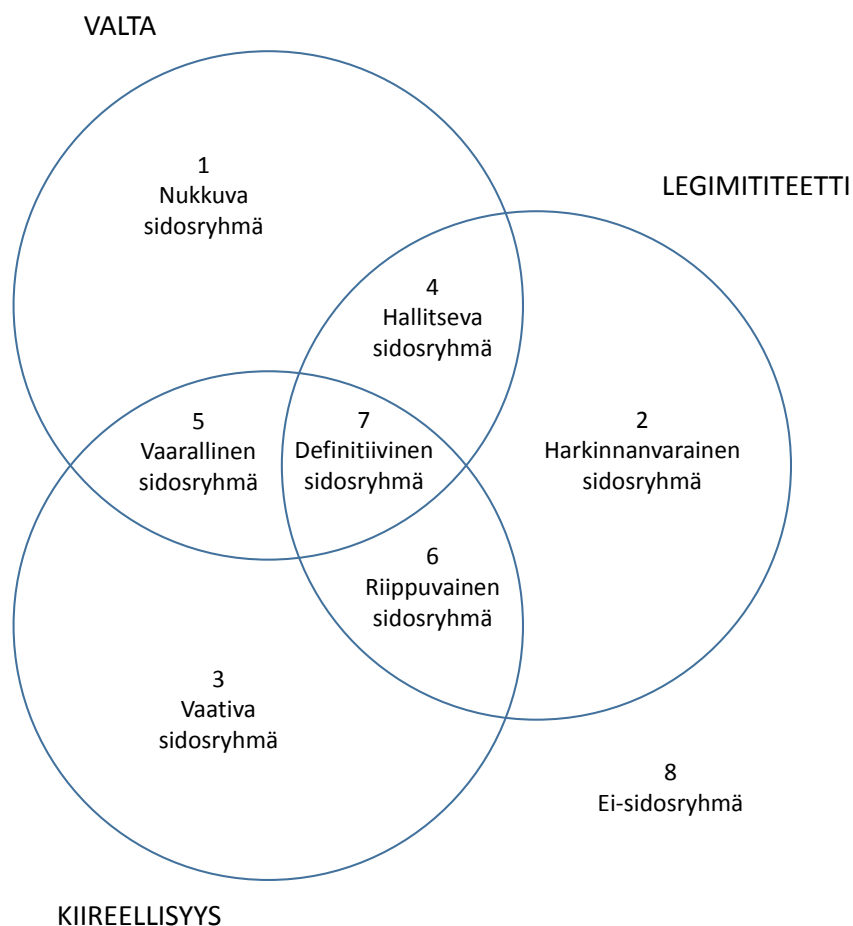 VALTA
1
Nukkuva
sidosryhmä
LEGIMITITEETTI
4
Hallitseva
sidosryhmä
5
Vaarallinen
sidosryhmä
7
Definitiivinen
sidosryhmä
2
Harkinnanvarainen
sidosryhmä
6
Riippuvainen
sidosryhmä
3
Vaativa
sidosryhmä
8
Ei-sidosryhmä
KIIREELLISYYS